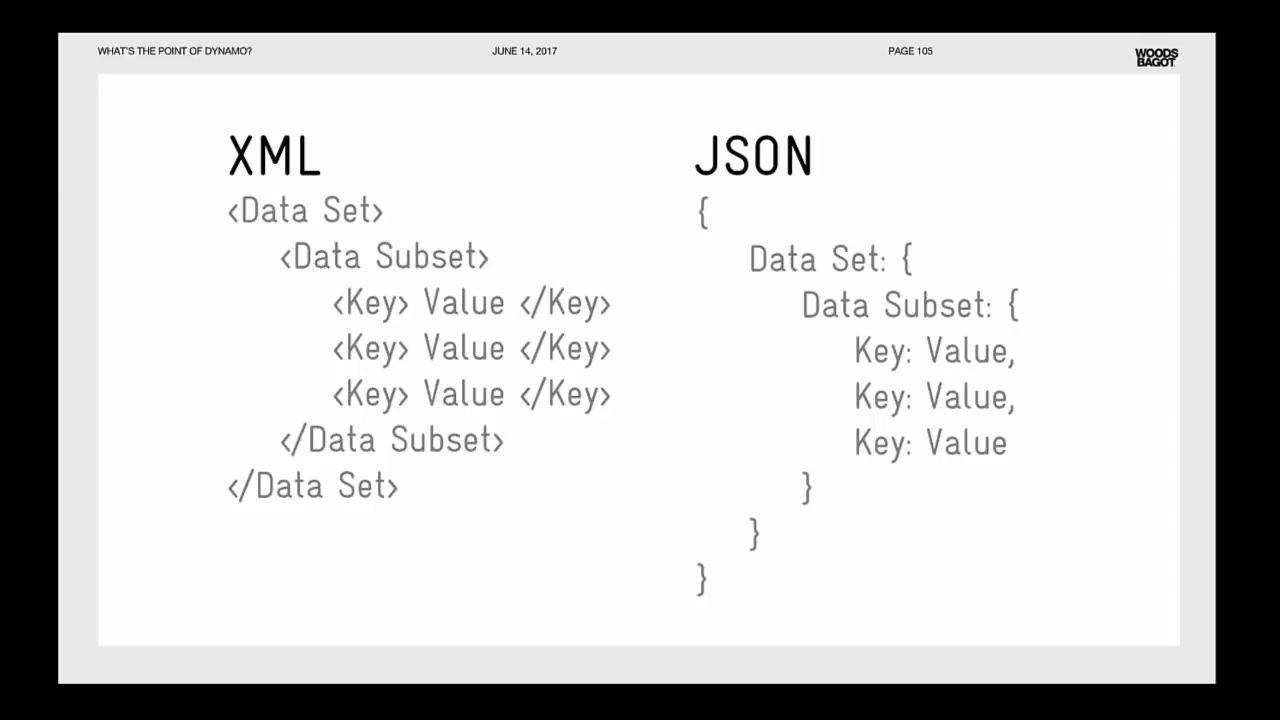 WHAT'S THE POINT OF DYNAMO?
JUNE 14, 2017
PAGE 105
WOODS
BAGOT
XML
<Data Set>
<Data Subset>
<Key> Value </Key>
<Key> Value </Key>
<Key> Value </Key>
</Data Subset>
</Data Set>
JSON
{
Data Set: {
Data Subset: {
Key: Value,
Key: Value,
Key: Value
}
}
}